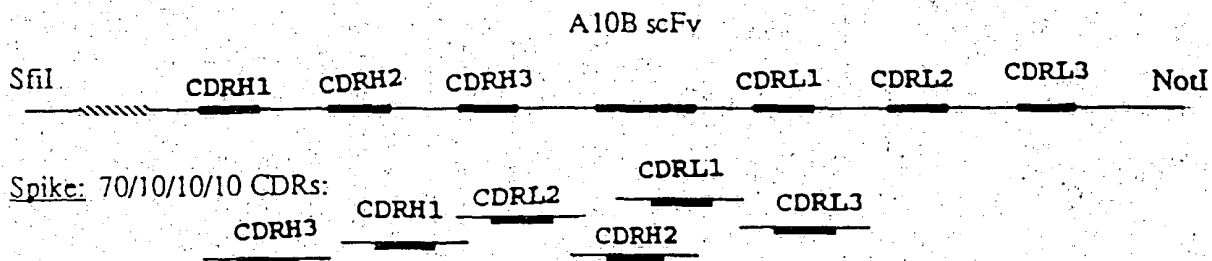 A10B scFv
SfiI CDRH1 CDRH2 CDRH3 CDRL1 CDRL2 CDRL3 NotI
Spike: 70/10/10/10 CDRs:
CDRH3 CDRH1 CDRL2 CDRH2 CDRL1 CDRL3